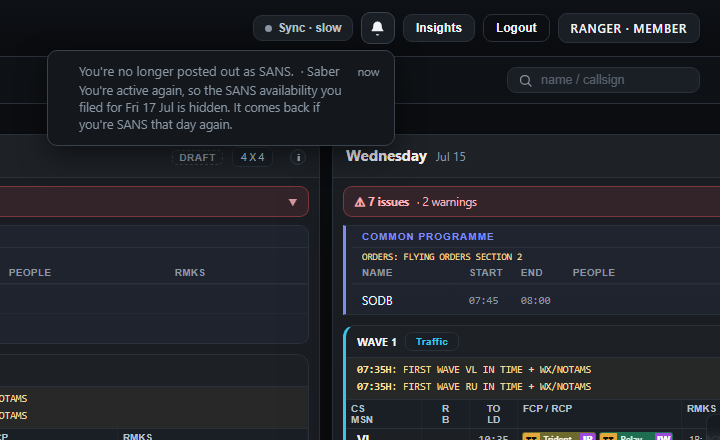 Sync · slow
Insights
Logout
RANGER · MEMBER
You're no longer posted out as SANS. · Saber now
You're active again, so the SANS availability you
filed for Fri 17 Jul is hidden. It comes back if
you're SANS that day again.
name / callsign
DRAFT
4 X 4
i
Wednesday Jul 15
7 issues · 2 warnings
COMMON PROGRAMME
ORDERS: FLYING ORDERS SECTION 2
PEOPLE RMKS
NAME START END PEOPLE
SODB 07:45 08:00
WAVE 1 Traffic
07:35H: FIRST WAVE VL IN TIME + WX/NOTAMS
07:35H: FIRST WAVE RU IN TIME + WX/NOTAMS
OTAMS
OTAMS
CS
MSN
R
B
TO
LD
FCP / RCP
RMKS
RMKS
VL 10:35 Trident Relay